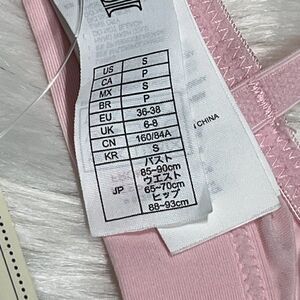 US S
CA P
MX P
BR P
EU 36-38
UK 6-8
CN 160/84A
KR S
JP バスト
85~90cm
ウエスト
65~70cm
ヒップ
88~93cm
CHINA